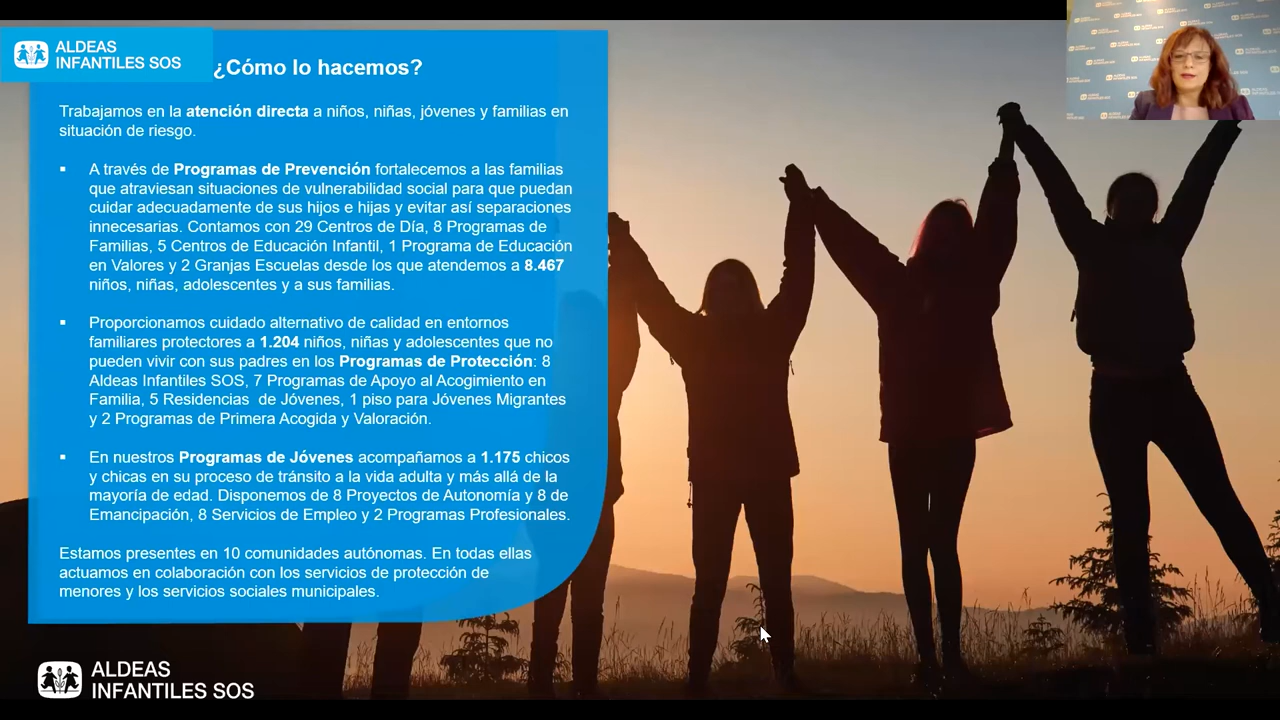 ALDEAS
INFANTILES SOS
¿Cómo lo hacemos?
Trabajamos en la atención directa a niños, niñas, jóvenes y familias en
situación de riesgo.
▪ A través de Programas de Prevención fortalecemos a las familias
que atraviesan situaciones de vulnerabilidad social para que puedan
cuidar adecuadamente de sus hijos e hijas y evitar así separaciones
innecesarias. Contamos con 29 Centros de Día, 8 Programas de
Familias, 5 Centros de Educación Infantil, 1 Programa de Educación
en Valores y 2 Granjas Escuelas desde los que atendemos a 8.467
niños, niñas, adolescentes y a sus familias.
▪ Proporcionamos cuidado alternativo de calidad en entornos
familiares protectores a 1.204 niños, niñas y adolescentes que no
pueden vivir con sus padres en los Programas de Protección: 8
Aldeas Infantiles SOS, 7 Programas de Apoyo al Acogimiento en
Familia, 5 Residencias de Jóvenes, 1 piso para Jóvenes Migrantes
y 2 Programas de Primera Acogida y Valoración.
▪ En nuestros Programas de Jóvenes acompañamos a 1.175 chicos
y chicas en su proceso de tránsito a la vida adulta y más allá de la
mayoría de edad. Disponemos de 8 Proyectos de Autonomía y 8 de
Emancipación, 8 Servicios de Empleo y 2 Programas Profesionales.
Estamos presentes en 10 comunidades autónomas. En todas ellas
actuamos en colaboración con los servicios de protección de
menores y los servicios sociales municipales.
ALDEAS
INFANTILES SOS